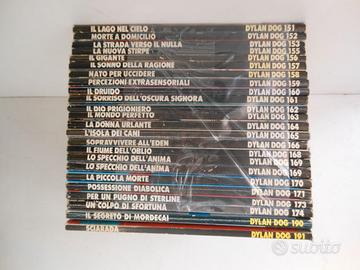 IL LAGO NEL CIELO DYLAN DOG 151
MORTE A DOMICILIO DYLAN DOG 152
LA STRADA VERSO IL NULLA DYLAN DOG 153
LA NUOVA STIRPE DYLAN DOG 155
IL GIGANTE DYLAN DOG 156
IL SONNO DELLA RAGIONE DYLAN DOG 157
NATO PER UCCIDERE DYLAN DOG 158
PERCEZIONI EXTRASENSORIALI DYLAN DOG 159
IL DRUIDO DYLAN DOG 160
IL SORRISO DELL'OSCURA SIGNORA DYLAN DOG 161
IL DIO PRIGIONIERO DYLAN DOG 162
IL MONDO PERFETTO DYLAN DOG 163
LA DONNA URLANTE DYLAN DOG 164
L'ISOLA DEI CANI DYLAN DOG 165
SOPRAVVIVERE ALL'EDEN DYLAN DOG 166
IL FIUME DELL'OBLIO DYLAN DOG 168
LO SPECCHIO DELL'ANIMA DYLAN DOG 169
LO SPECCHIO DELL'ANIMA DYLAN DOG 169
LA PICCOLA MORTE DYLAN DOG 170
POSSESSIONE DIABOLICA DYLAN DOG 171
PER UN PUGNO DI STERLINE DYLAN DOG 173
UN COLPO DI SFORTUNA DYLAN DOG 174
IL SEGRETO DI MORDECAI DYLAN DOG 190
SCIARADA DYLAN DOG 191
subito